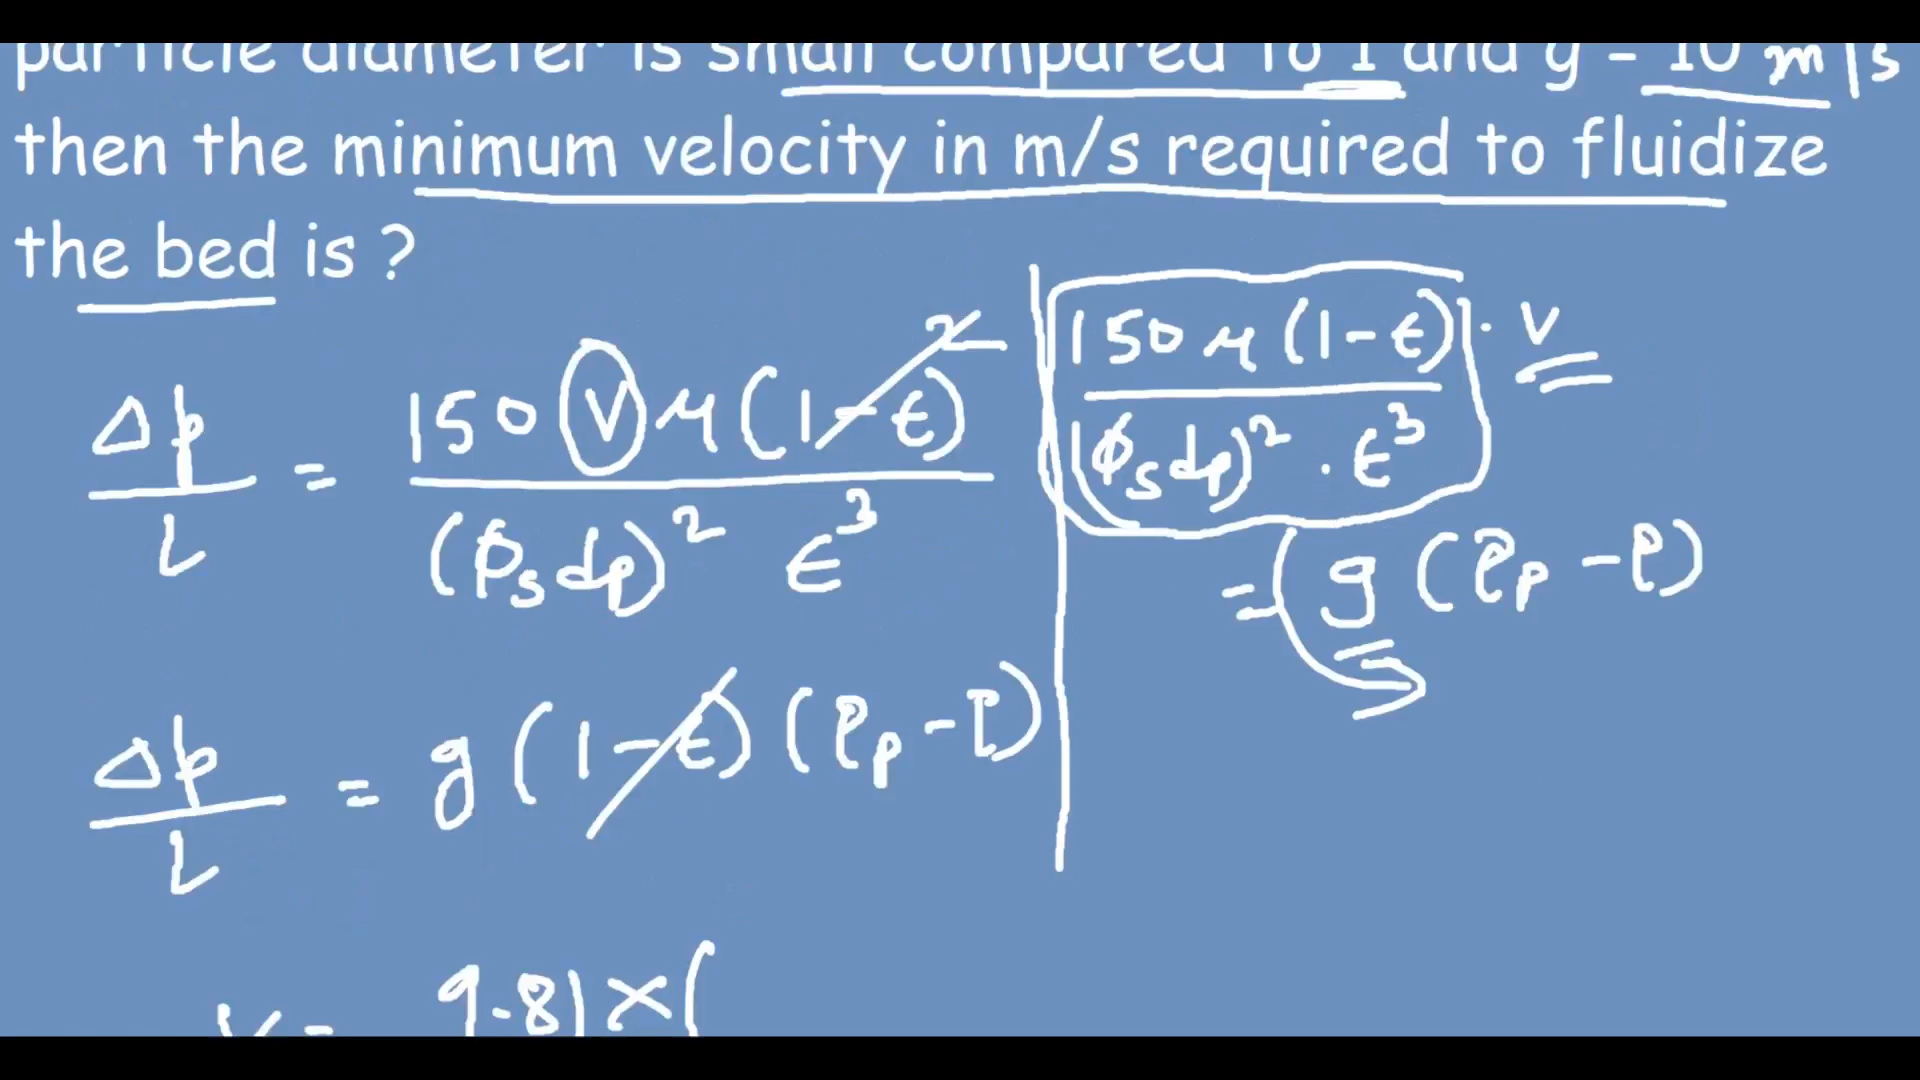 particle diameter is small compared to 1 and g = 10 m/s
then the minimum velocity in m/s required to fluidize
the bed is ?
Δp/L = 150 V μ (1-ε)² / (ϕs dp)² ε³
Δp/L = g (1-ε) (ρp - ρ)
150 μ (1-ε) / (ϕs dp)² · ε³ · V
= g (ρp - ρ)
V = 9.81 × (